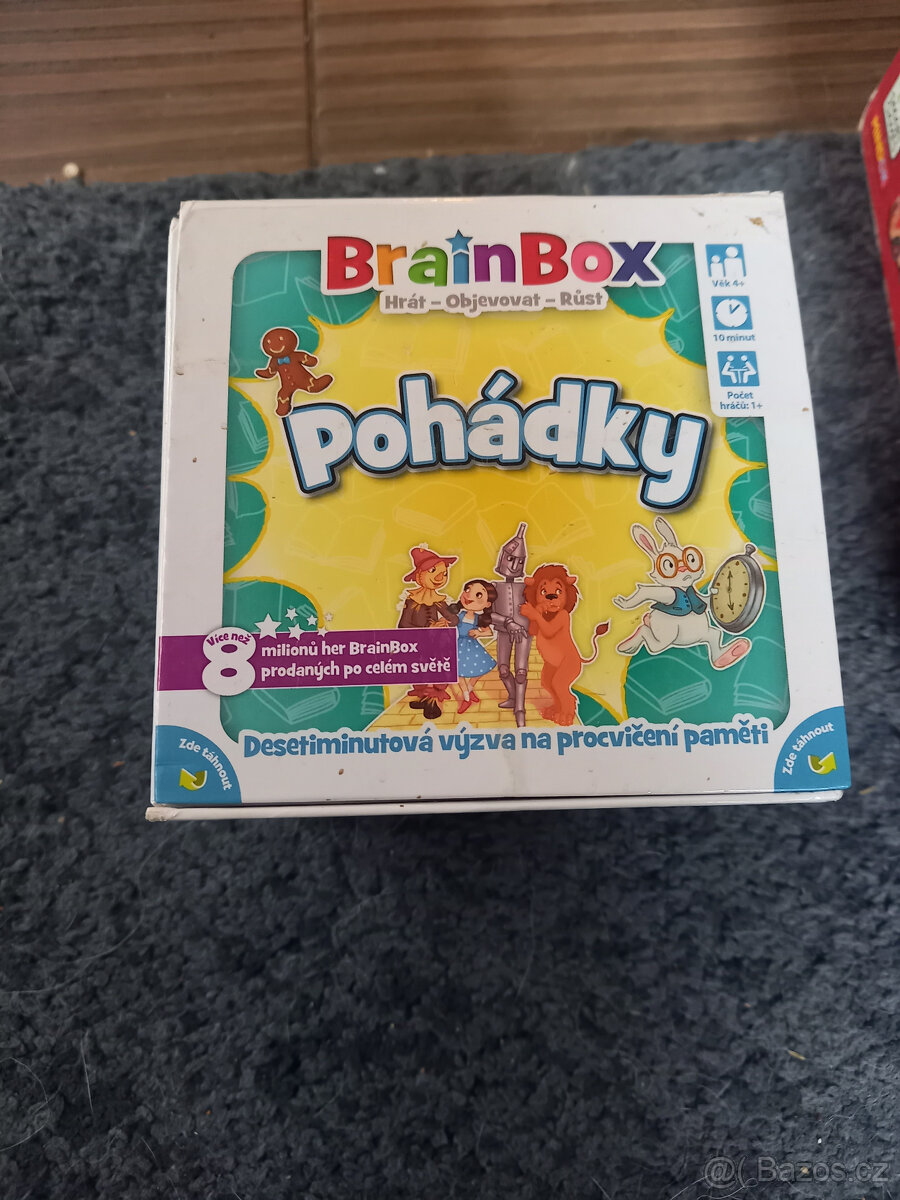 BrainBox
Hrát – Objevovat – Růst
Věk 4+
10 minut
Počet
hráčů: 1+
Pohádky
Více než
8
milionů her BrainBox
prodaných po celém světě
Desetiminutová výzva na procvičení paměti
Zde táhnout
Zde táhnout
@( Bazos.cz